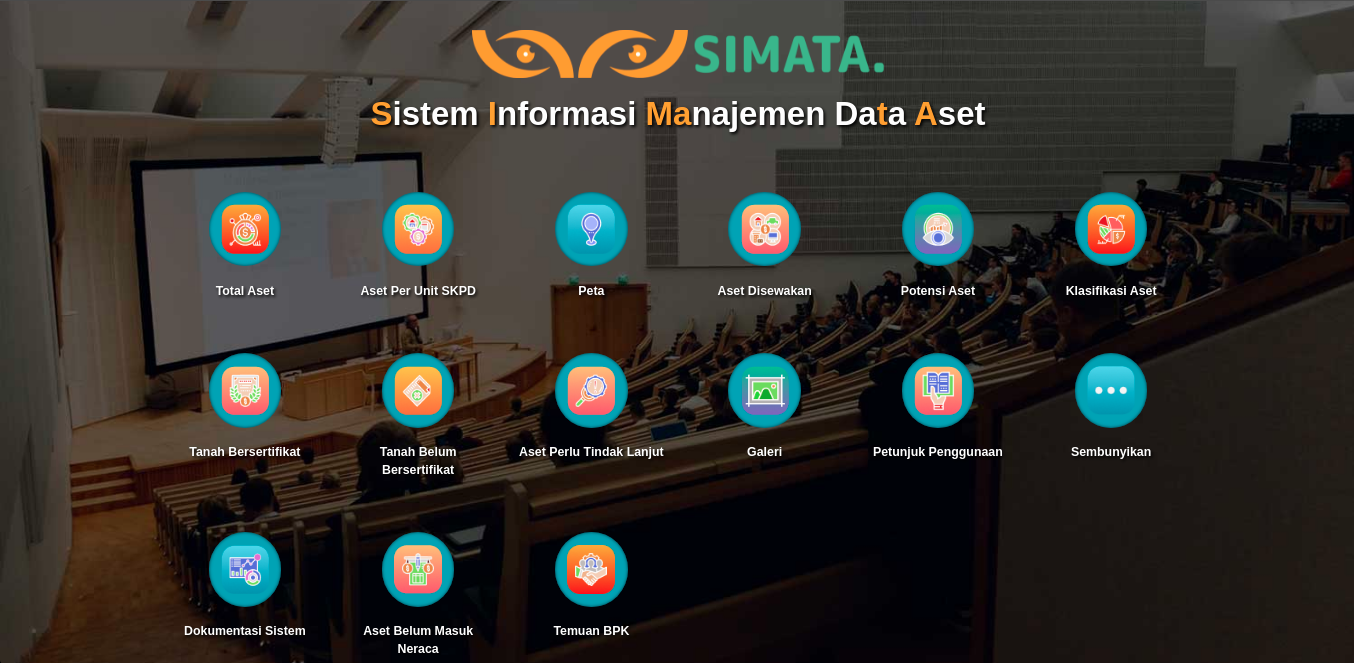 SIMATA.
Sistem Informasi Manajemen Data Aset
Total Aset
Aset Per Unit SKPD
Peta
Aset Disewakan
Potensi Aset
Klasifikasi Aset
Tanah Bersertifikat
Tanah Belum
Bersertifikat
Aset Perlu Tindak Lanjut
Galeri
Petunjuk Penggunaan
Sembunyikan
Dokumentasi Sistem
Aset Belum Masuk
Neraca
Temuan BPK